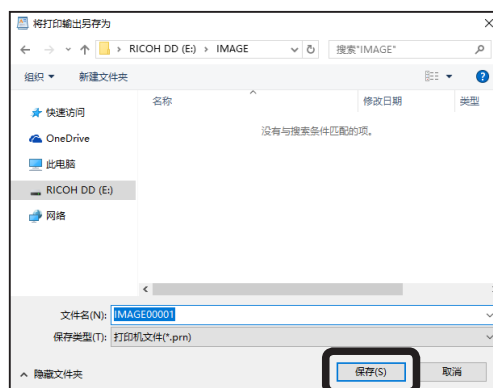 将打印输出另存为
RICOH DD (E:) › IMAGE
搜索"IMAGE"
组织 新建文件夹
名称 修改日期 类型
快速访问
没有与搜索条件匹配的项。
OneDrive
此电脑
RICOH DD (E:)
网络
文件名(N): IMAGE00001
保存类型(T): 打印机文件(*.prn)
隐藏文件夹 保存(S) 取消